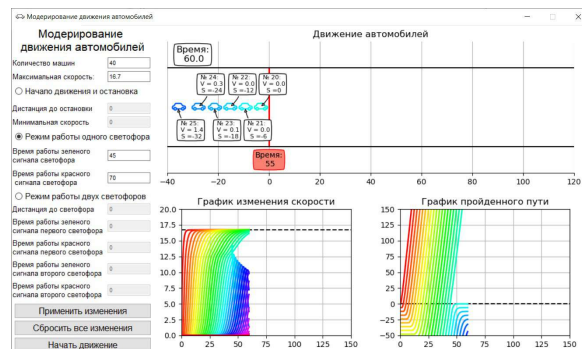 Модерирование движения автомобилей
Модерирование
движения автомобилей
Количество машин
40
Максимальная скорость:
16.7
Начало движения и остановка
Дистанция до остановки
0
Минимальная скорость
0
Режим работы одного светофора
Время работы зеленого
сигнала светофора
45
Время работы красного
сигнала светофора
70
Режим работы двух светофоров
Дистанция до светофора
0
Время работы зеленого
сигнала первого светофора
0
Время работы красного
сигнала первого светофора
0
Время работы зеленого
сигнала второго светофора
0
Время работы красного
сигнала второго светофора
0
Применить изменения
Сбросить все изменения
Начать движение
Движение автомобилей
Время:
60.0
№ 24:
V = 0.3
S =-24
№ 22:
V = 0.0
S =-12
№ 20:
V = 0.0
S =0
№ 25:
V = 1.4
S =-32
№ 23:
V = 0.1
S =-18
№ 21:
V = 0.0
S =-6
Время:
55
−40 −20 0 20 40 60 80 100 120
График изменения скорости
20.0
17.5
15.0
12.5
10.0
7.5
5.0
2.5
0.0
0 25 50 75 100 125 150
График пройденного пути
150
125
100
75
50
25
0
−25
−50
0 25 50 75 100 125 150